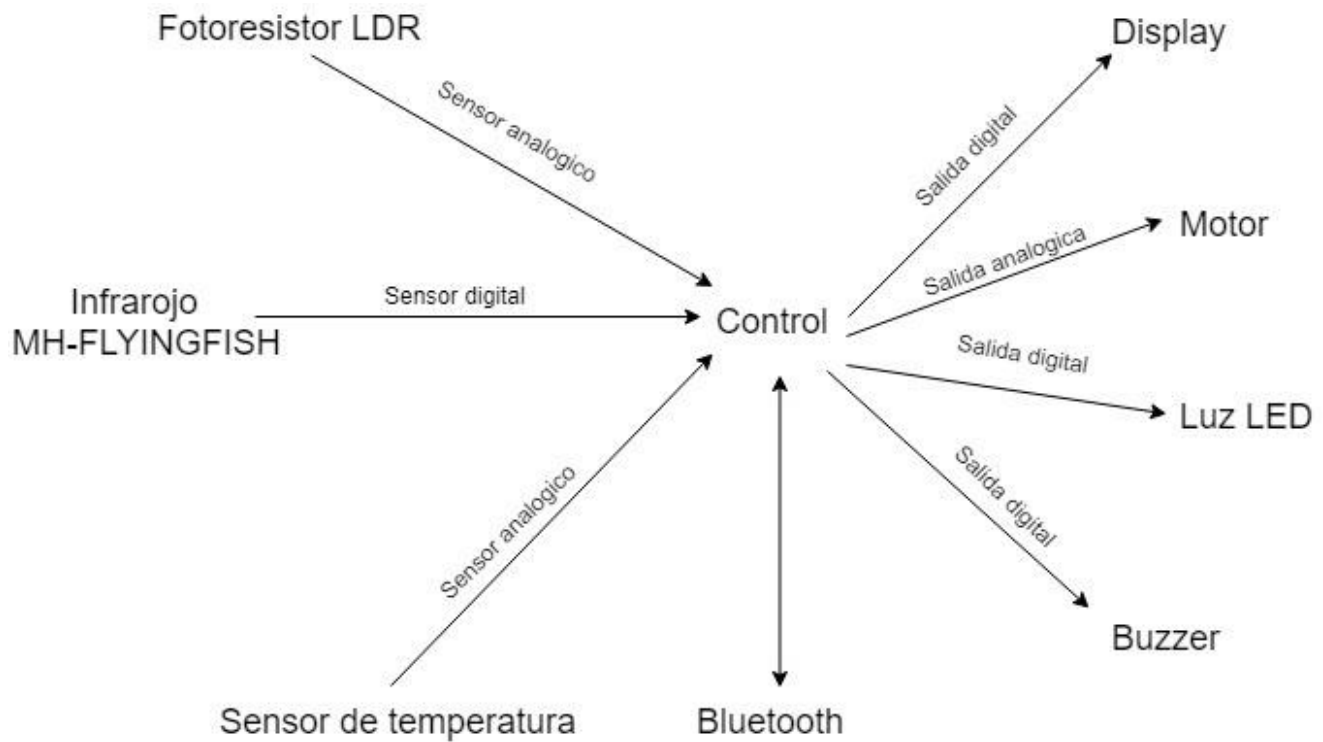 Fotoresistor LDR
Display
Sensor analogico
Salida digital
Motor
Salida analogica
Infrarojo
MH-FLYINGFISH
Sensor digital
Control
Salida digital
Luz LED
Sensor analogico
Salida digital
Buzzer
Sensor de temperatura
Bluetooth